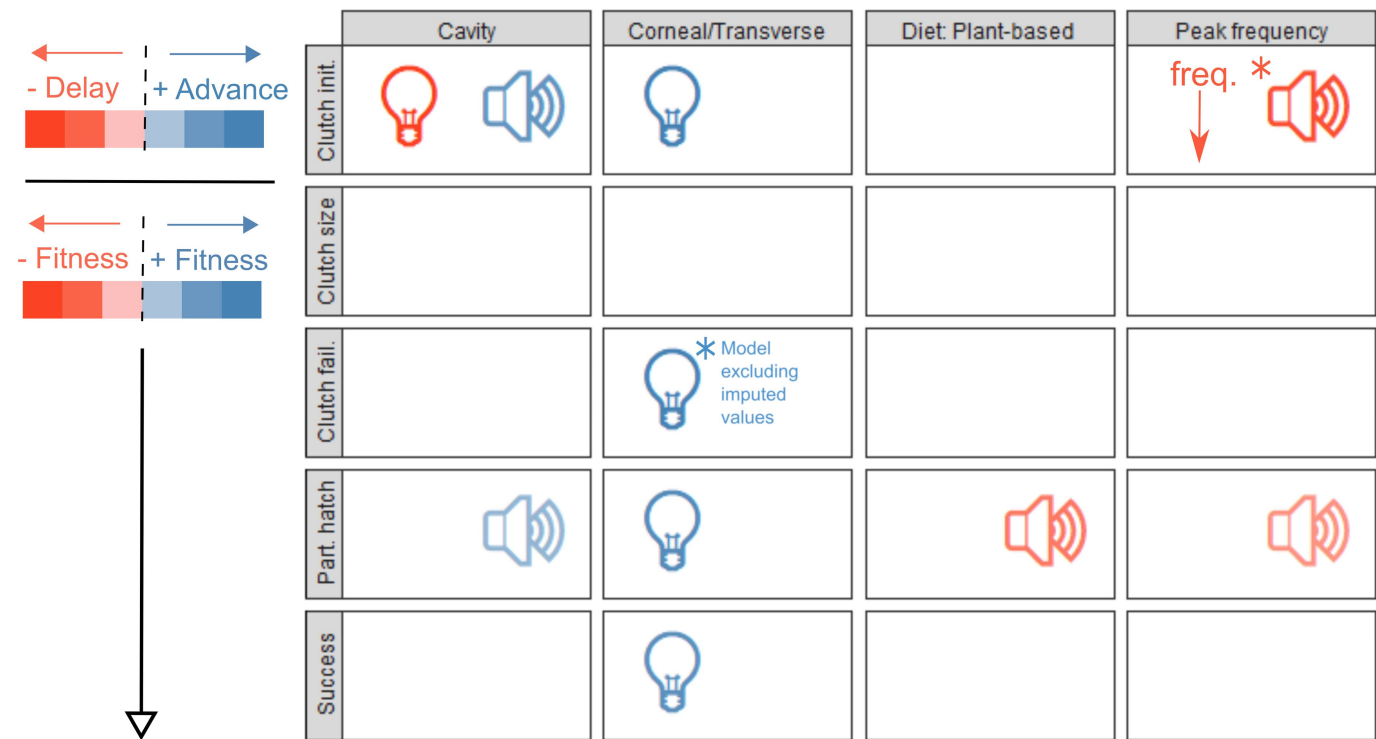 Cavity
Corneal/Transverse
Diet: Plant-based
Peak frequency
- Delay
+ Advance
Clutch init.
freq. *
- Fitness
+ Fitness
Clutch size
Clutch fail.
* Model
excluding
imputed
values
Part. hatch
Success